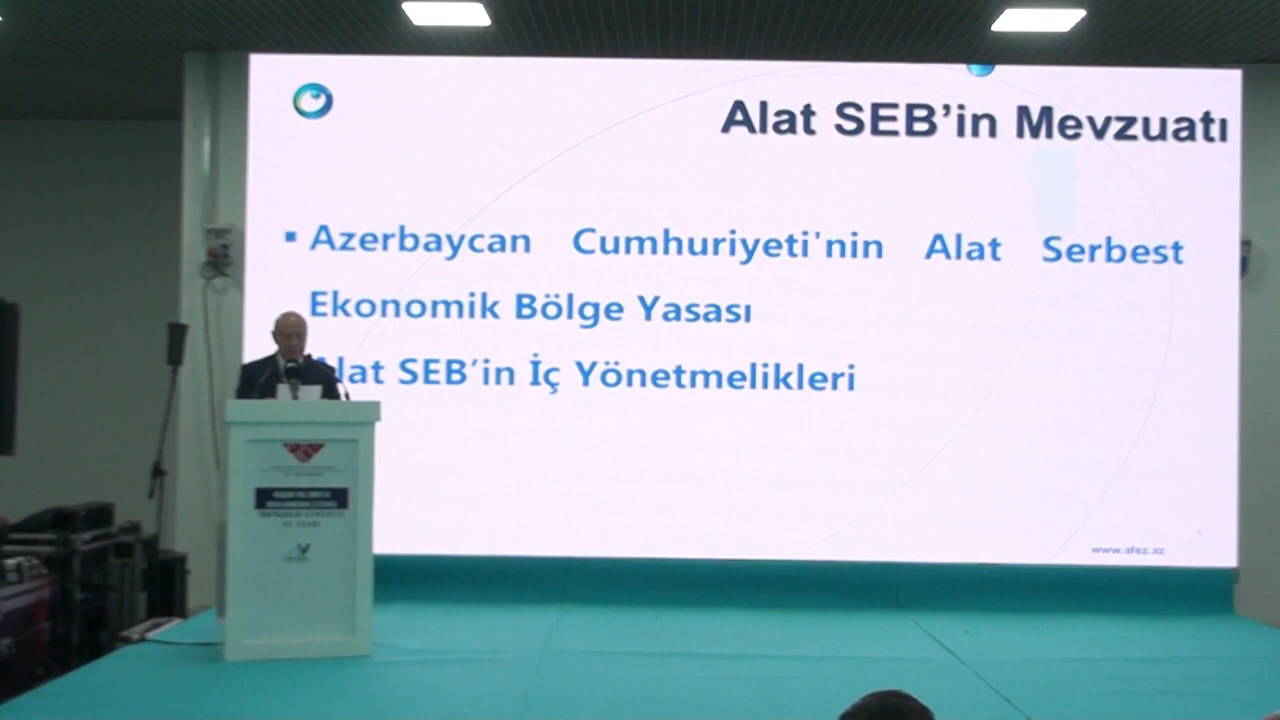 Alat SEB'in Mevzuatı
▪ Azerbaycan Cumhuriyeti'nin Alat Serbest
Ekonomik Bölge Yasası
Alat SEB'in İç Yönetmelikleri
www.afez.az